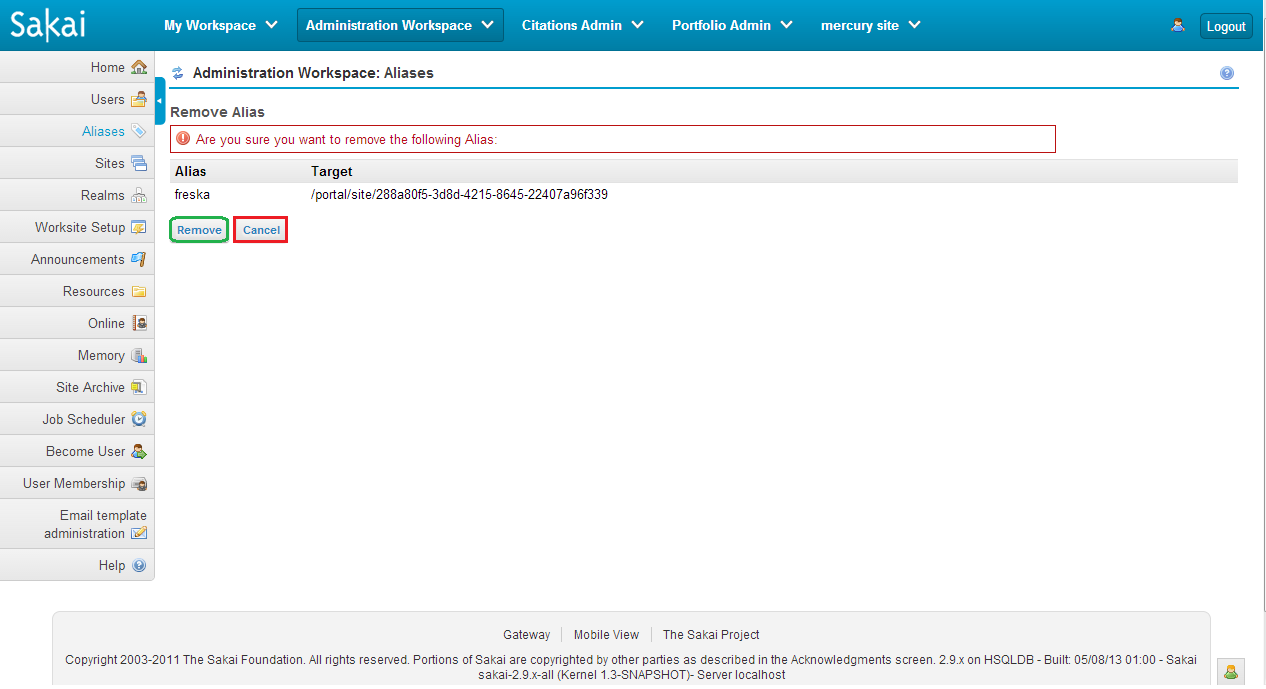 Sakai
My Workspace
Administration Workspace
Citations Admin
Portfolio Admin
mercury site
Logout
Home
Users
Aliases
Sites
Realms
Worksite Setup
Announcements
Resources
Online
Memory
Site Archive
Job Scheduler
Become User
User Membership
Email template
administration
Help
Administration Workspace: Aliases
Remove Alias
Are you sure you want to remove the following Alias:
Alias Target
freska /portal/site/288a80f5-3d8d-4215-8645-22407a96f339
Remove Cancel
Gateway | Mobile View | The Sakai Project
Copyright 2003-2011 The Sakai Foundation. All rights reserved. Portions of Sakai are copyrighted by other parties as described in the Acknowledgments screen. 2.9.x on HSQLDB - Built: 05/08/13 01:00 - Sakai
sakai-2.9.x-all (Kernel 1.3-SNAPSHOT)- Server localhost